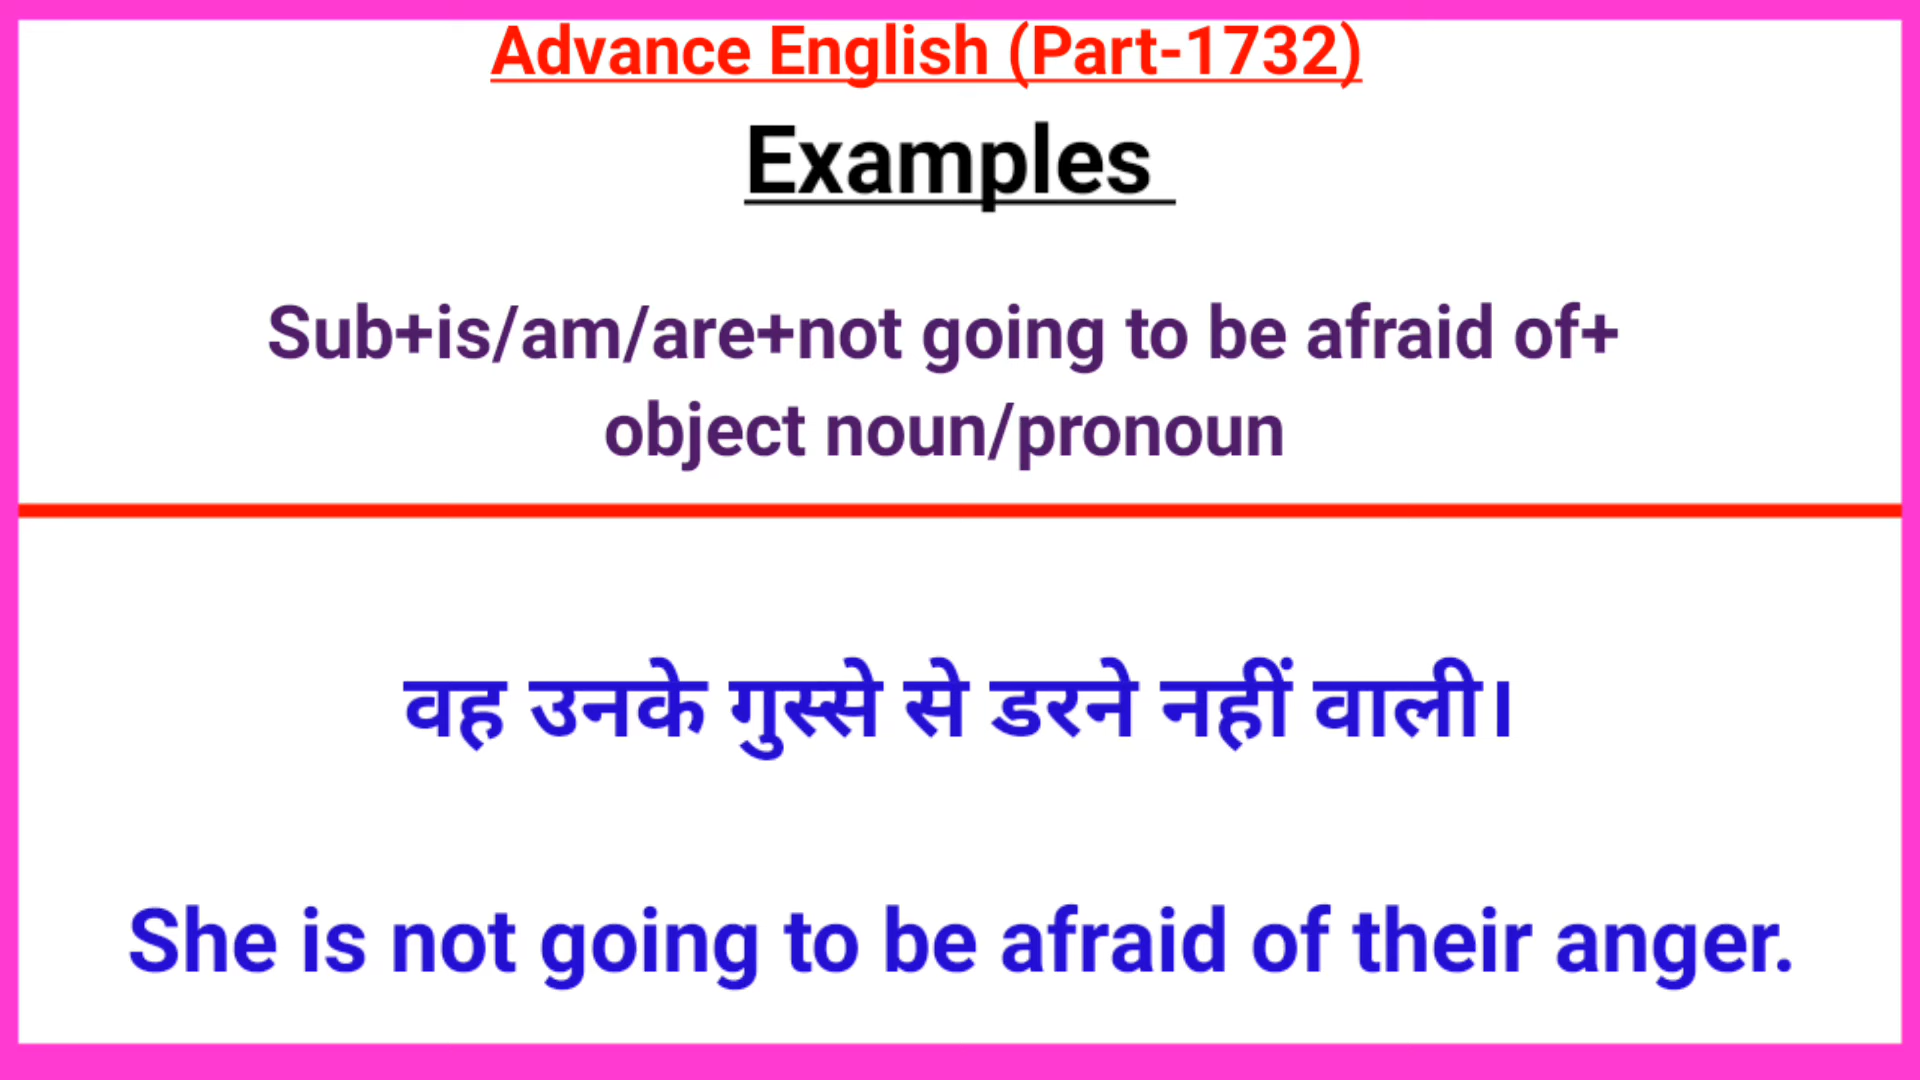 Advance English (Part-1732)
Examples
Sub+is/am/are+not going to be afraid of+
object noun/pronoun
वह उनके गुस्से से डरने नहीं वाली।
She is not going to be afraid of their anger.